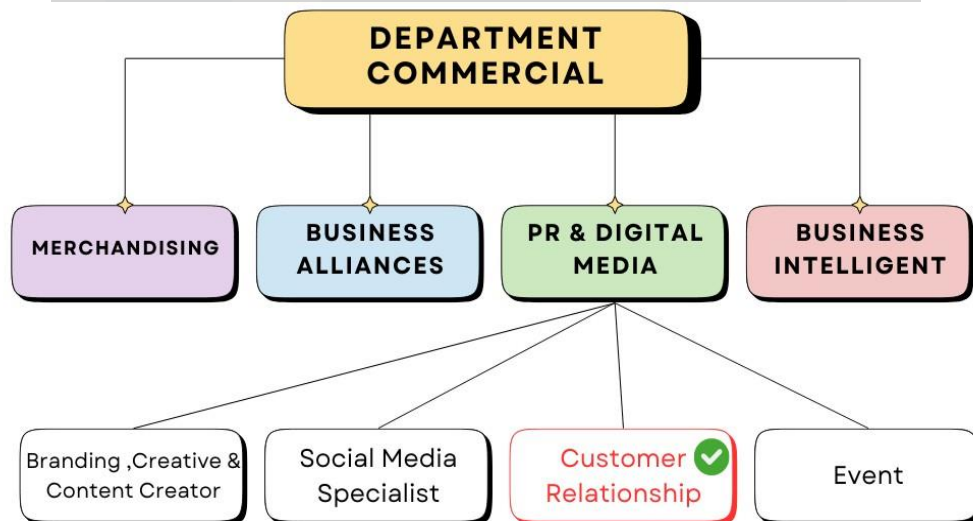 DEPARTMENT
COMMERCIAL
MERCHANDISING
BUSINESS
ALLIANCES
PR & DIGITAL
MEDIA
BUSINESS
INTELLIGENT
Branding ,Creative &
Content Creator
Social Media
Specialist
Customer
Relationship
Event